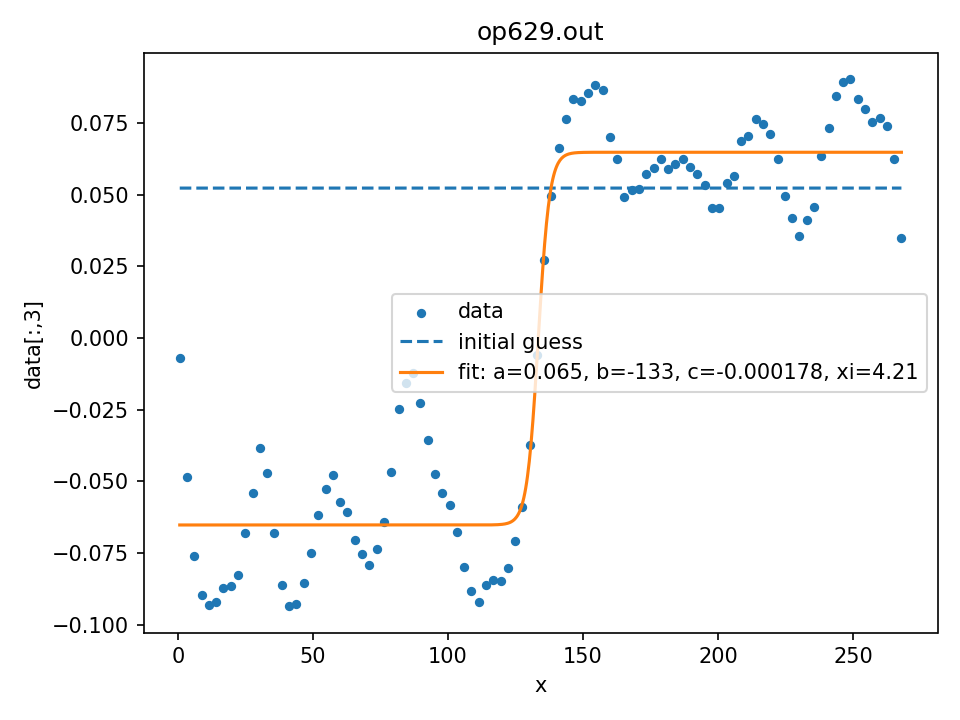 op629.out
0.075
0.050
0.025
0.000
−0.025
−0.050
−0.075
−0.100
data[:,3]
data
initial guess
fit: a=0.065, b=-133, c=-0.000178, xi=4.21
0 50 100 150 200 250
x